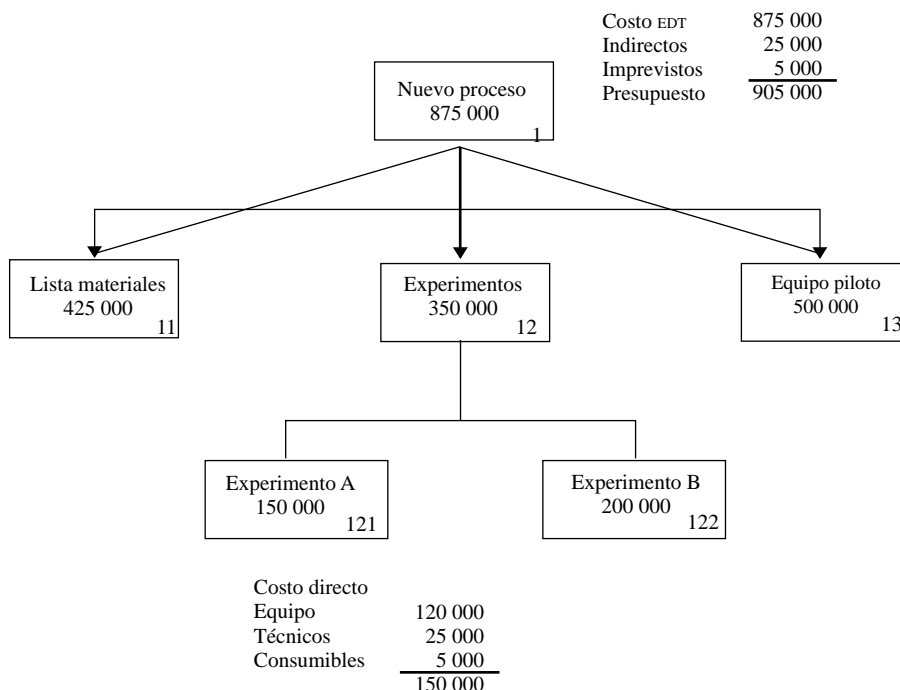 Costo EDT 875 000
Indirectos 25 000
Imprevistos 5 000
Presupuesto 905 000
Nuevo proceso
875 000
1
Lista materiales
425 000
11
Experimentos
350 000
12
Equipo piloto
500 000
13
Experimento A
150 000
121
Experimento B
200 000
122
Costo directo
Equipo 120 000
Técnicos 25 000
Consumibles 5 000
150 000